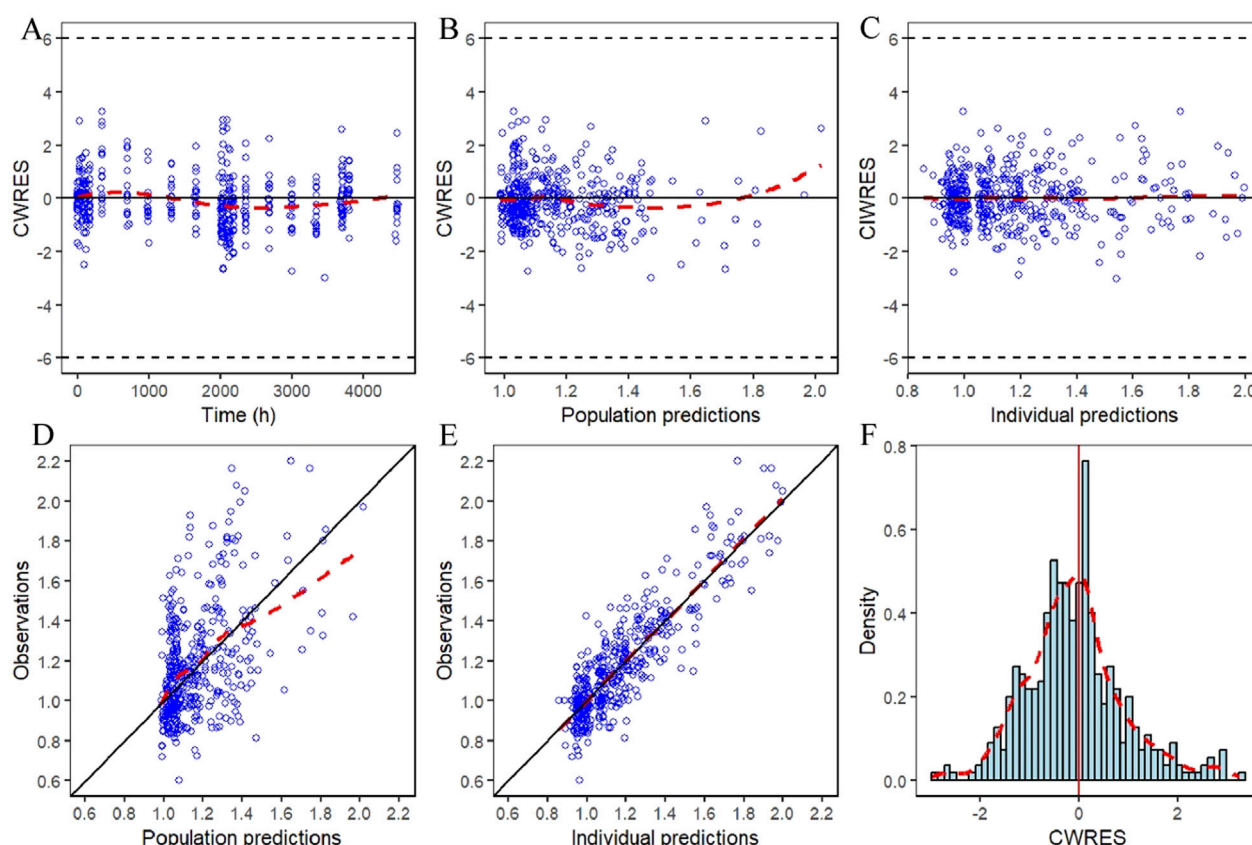 A
6
4
2
0
-2
-4
-6
CWRES
0 1000 2000 3000 4000
Time (h)
B
6
4
2
0
-2
-4
-6
CWRES
1.0 1.2 1.4 1.6 1.8 2.0
Population predictions
C
6
4
2
0
-2
-4
-6
CIWRES
0.8 1.0 1.2 1.4 1.6 1.8 2.0
Individual predictions
D
2.2
2.0
1.8
1.6
1.4
1.2
1.0
0.8
0.6
Observations
0.6 0.8 1.0 1.2 1.4 1.6 1.8 2.0 2.2
Population predictions
E
2.2
2.0
1.8
1.6
1.4
1.2
1.0
0.8
0.6
Observations
0.6 0.8 1.0 1.2 1.4 1.6 1.8 2.0 2.2
Individual predictions
F
0.8
0.6
0.4
0.2
0.0
Density
-2 0 2
CWRES